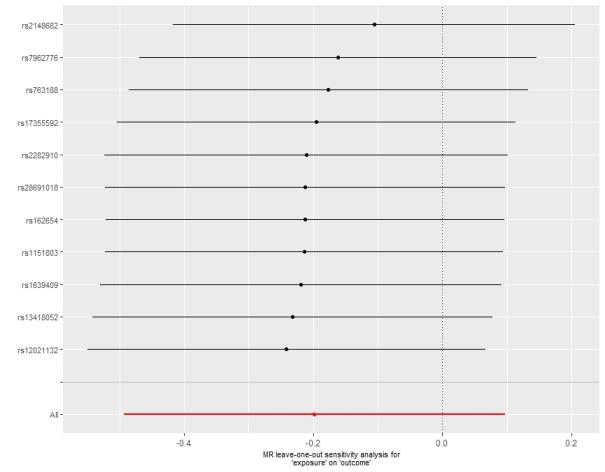 rs2148682
rs7962776
rs763188
rs17355592
rs2282910
rs28691018
rs162654
rs1151803
rs1639409
rs13418052
rs12021132
All
-0.4 -0.2 0.0 0.2
MR leave-one-out sensitivity analysis for
'exposure' on 'outcome'